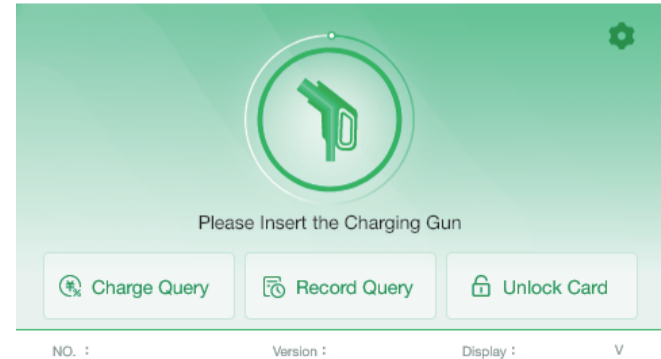 Please Insert the Charging Gun
Charge Query Record Query Unlock Card
NO. : Version : Display : V